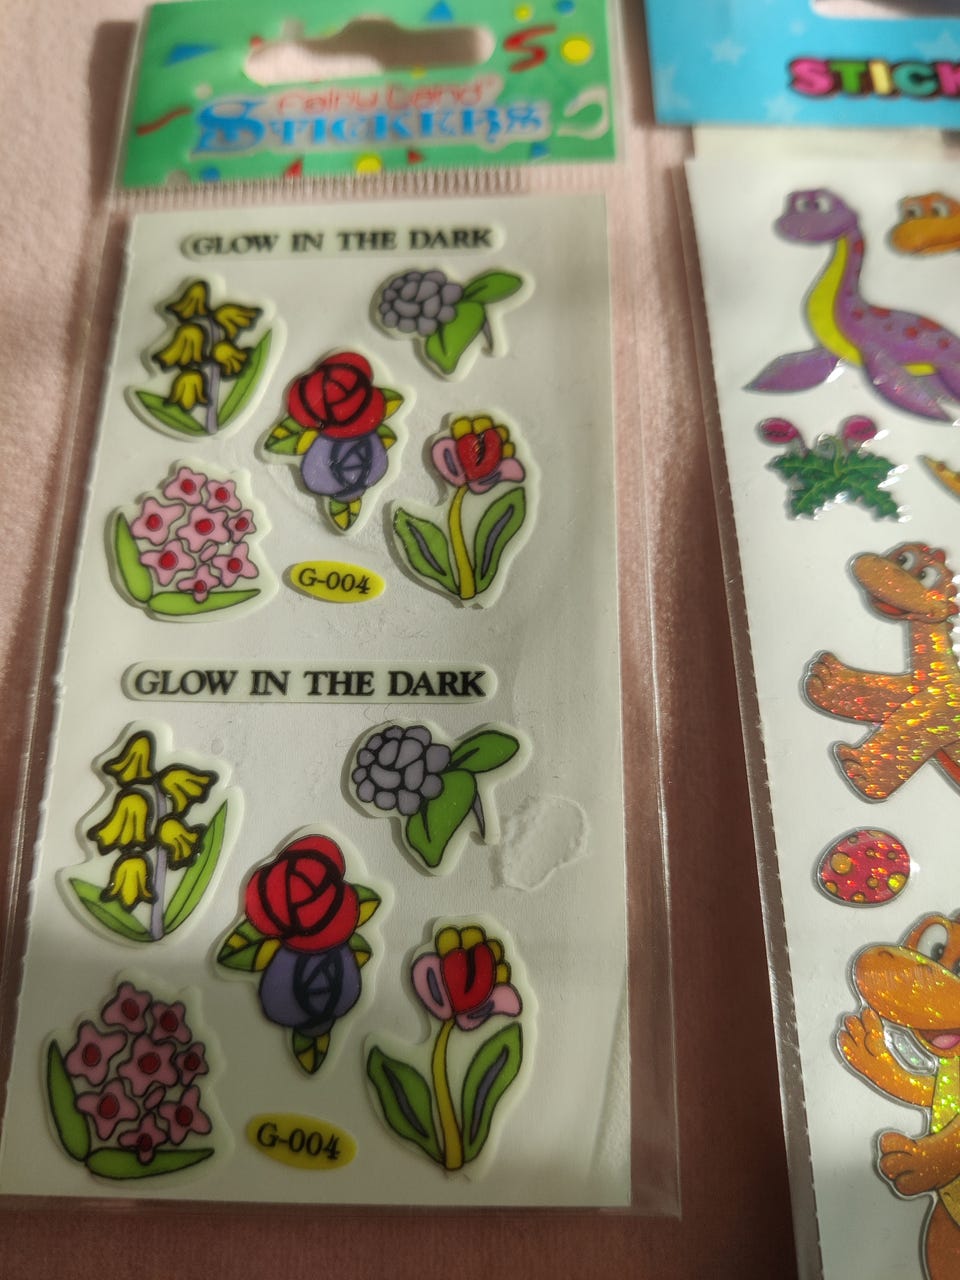 Fairy Land
STICKERS
GLOW IN THE DARK
G-004
GLOW IN THE DARK
G-004
STICK